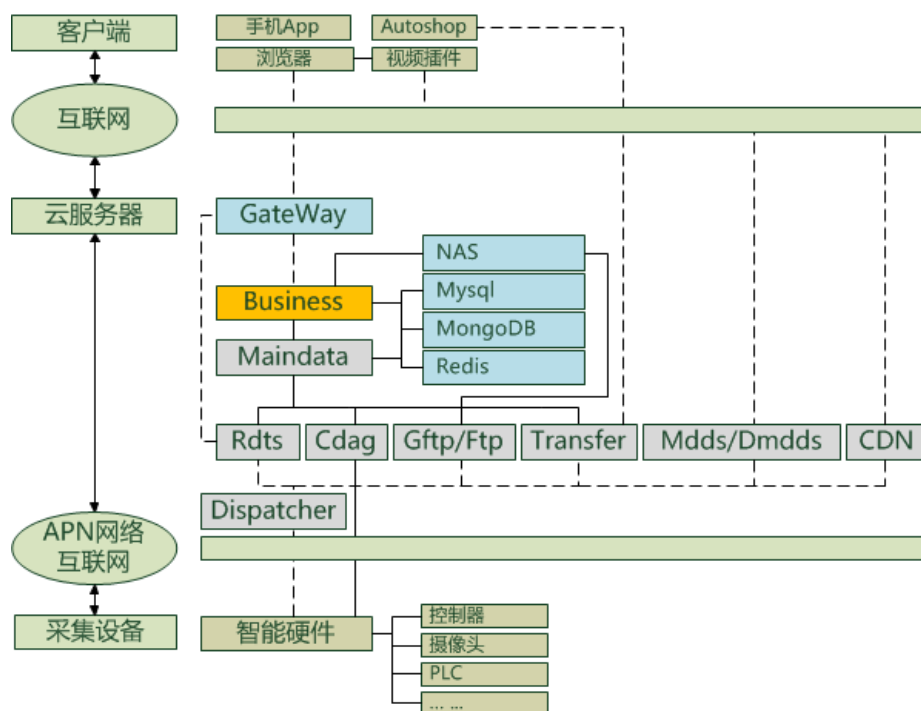 客户端
手机App
Autoshop
浏览器
视频插件
互联网
云服务器
GateWay
NAS
Business
Mysql
MongoDB
Maindata
Redis
Rdts
Cdag
Gftp/Ftp
Transfer
Mdds/Dmdds
CDN
Dispatcher
APN网络
互联网
采集设备
智能硬件
控制器
摄像头
PLC
... ...